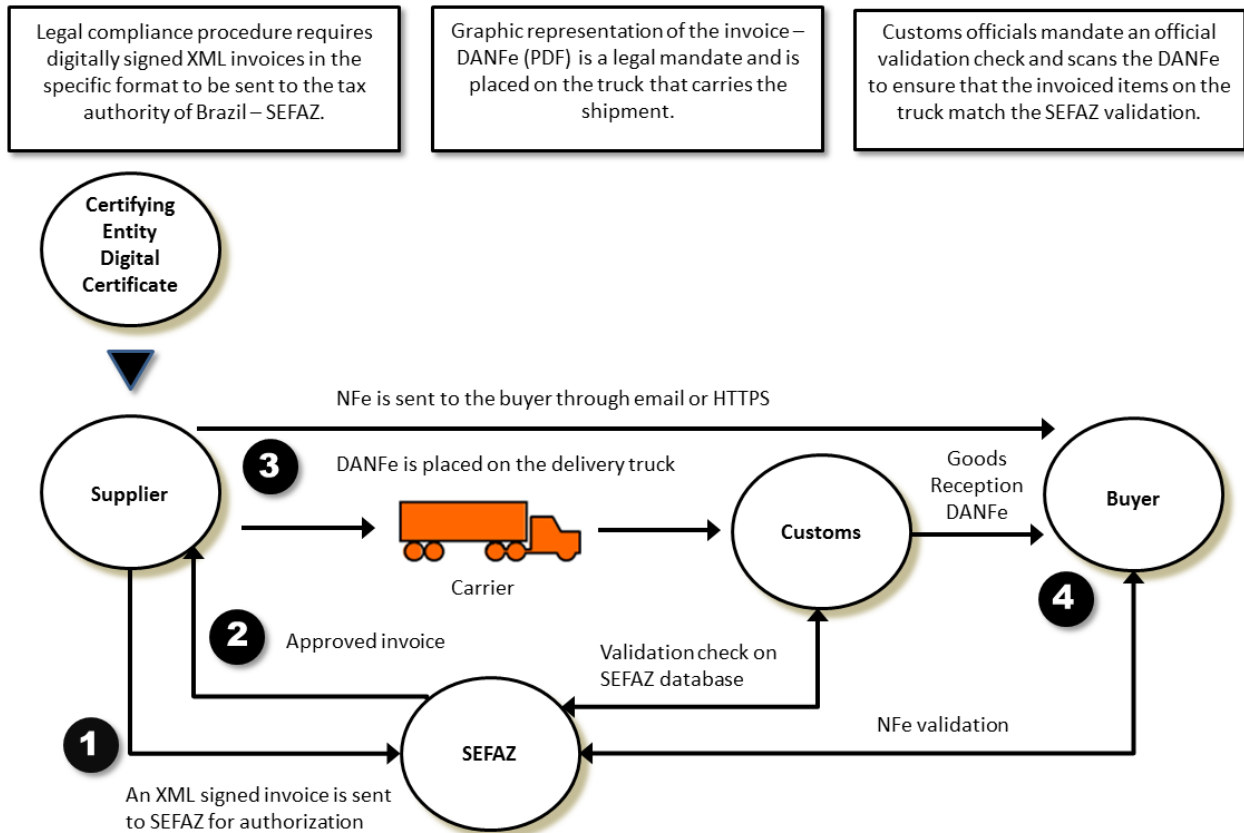 Legal compliance procedure requires
digitally signed XML invoices in the
specific format to be sent to the tax
authority of Brazil – SEFAZ.
Graphic representation of the invoice –
DANFe (PDF) is a legal mandate and is
placed on the truck that carries the
shipment.
Customs officials mandate an official
validation check and scans the DANFe
to ensure that the invoiced items on the
truck match the SEFAZ validation.
Certifying
Entity
Digital
Certificate
NFe is sent to the buyer through email or HTTPS
3
DANFe is placed on the delivery truck
Supplier
Carrier
Customs
Goods
Reception
DANFe
Buyer
4
2
Approved invoice
Validation check on
SEFAZ database
NFe validation
1
SEFAZ
An XML signed invoice is sent
to SEFAZ for authorization